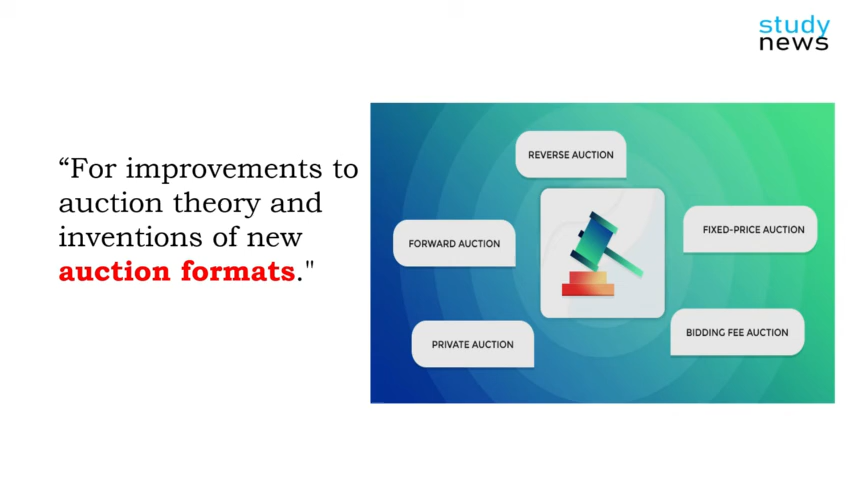 study
news
“For improvements to
auction theory and
inventions of new
auction formats."
REVERSE AUCTION
FORWARD AUCTION
FIXED-PRICE AUCTION
PRIVATE AUCTION
BIDDING FEE AUCTION